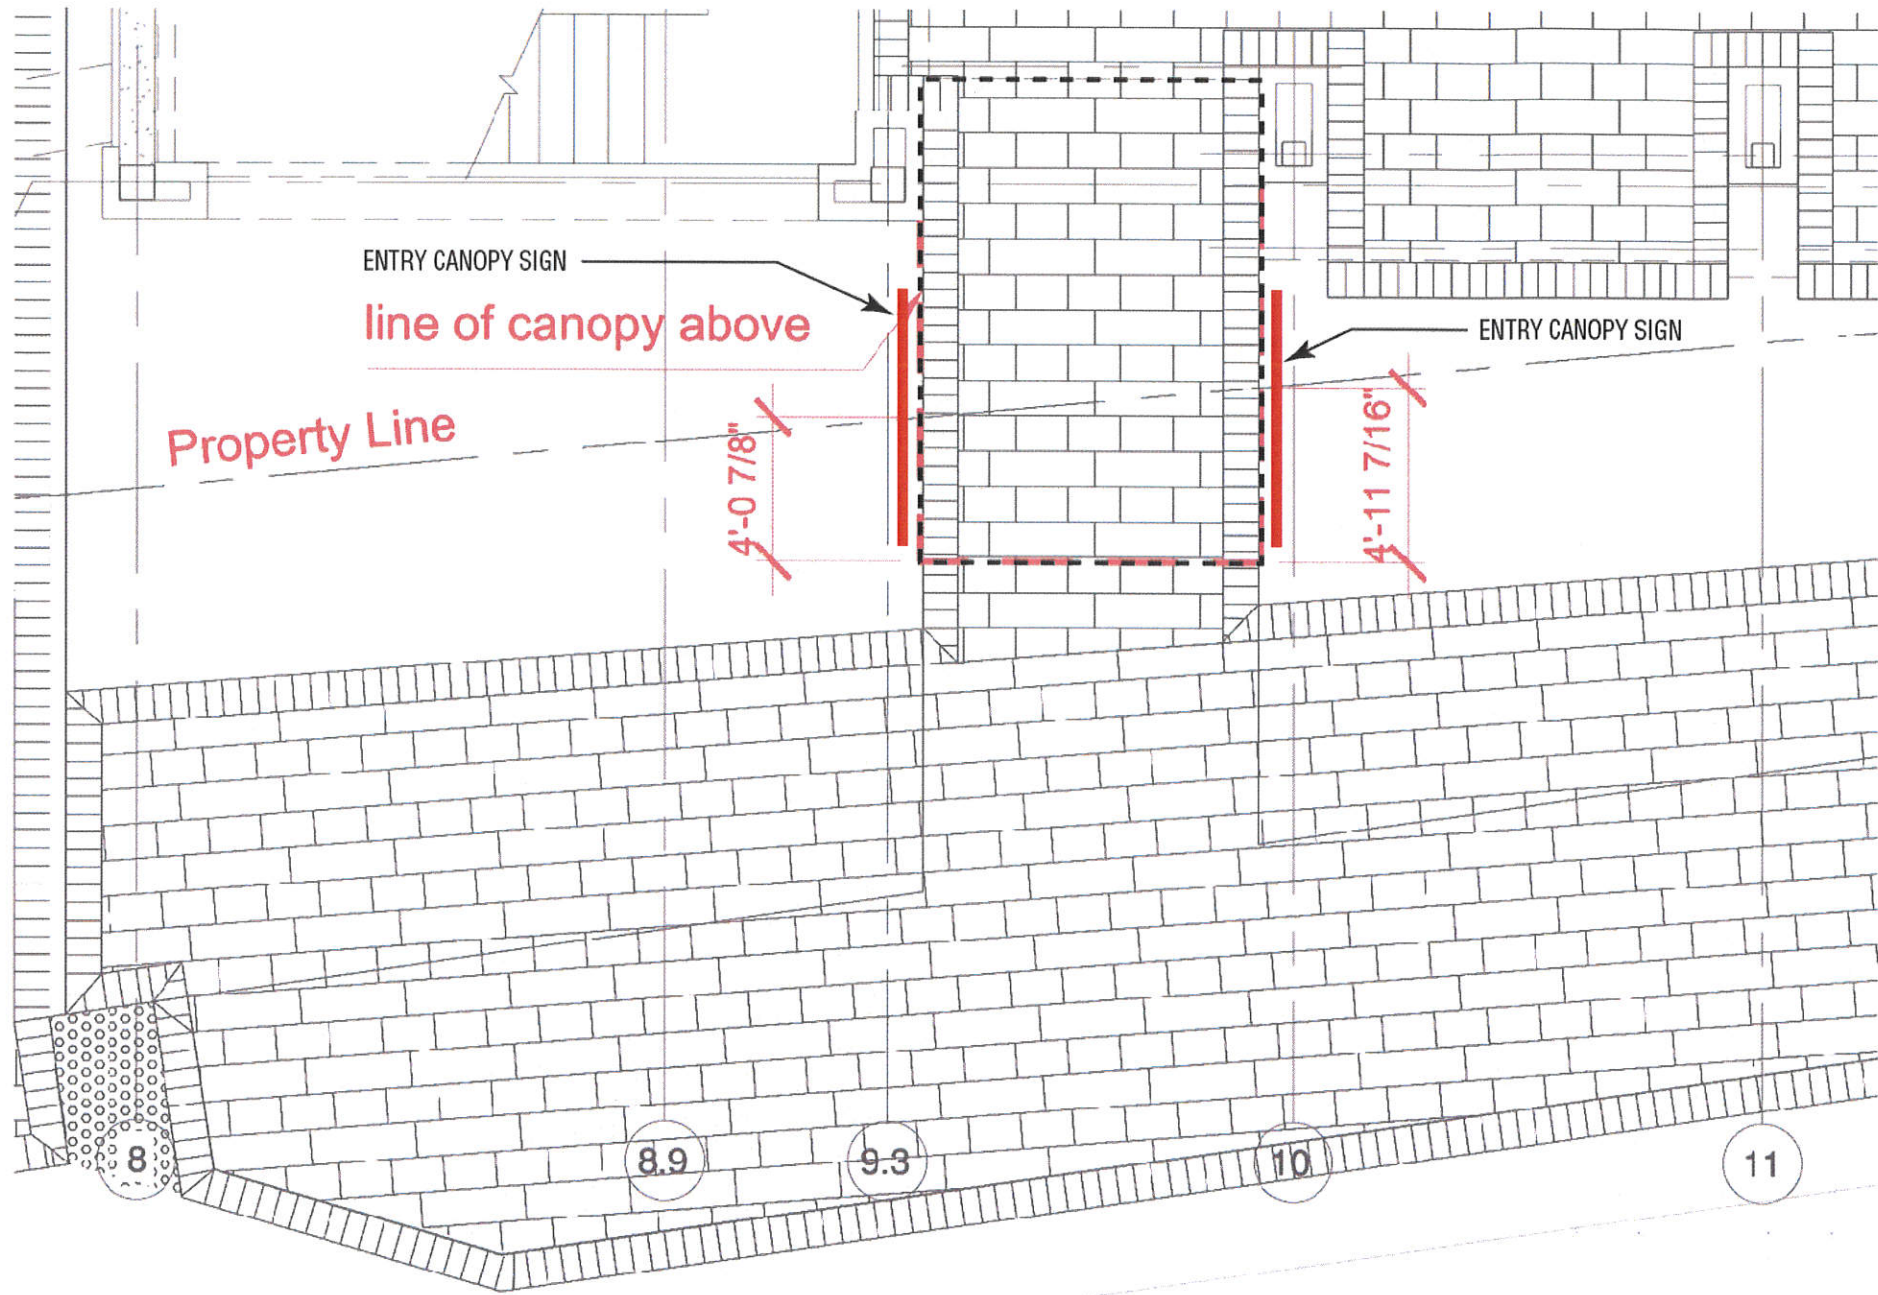 ENTRY CANOPY SIGN
line of canopy above
ENTRY CANOPY SIGN
Property Line
4'-0 7/8"
4'-11 7/16"
8
8.9
9.3
10
11